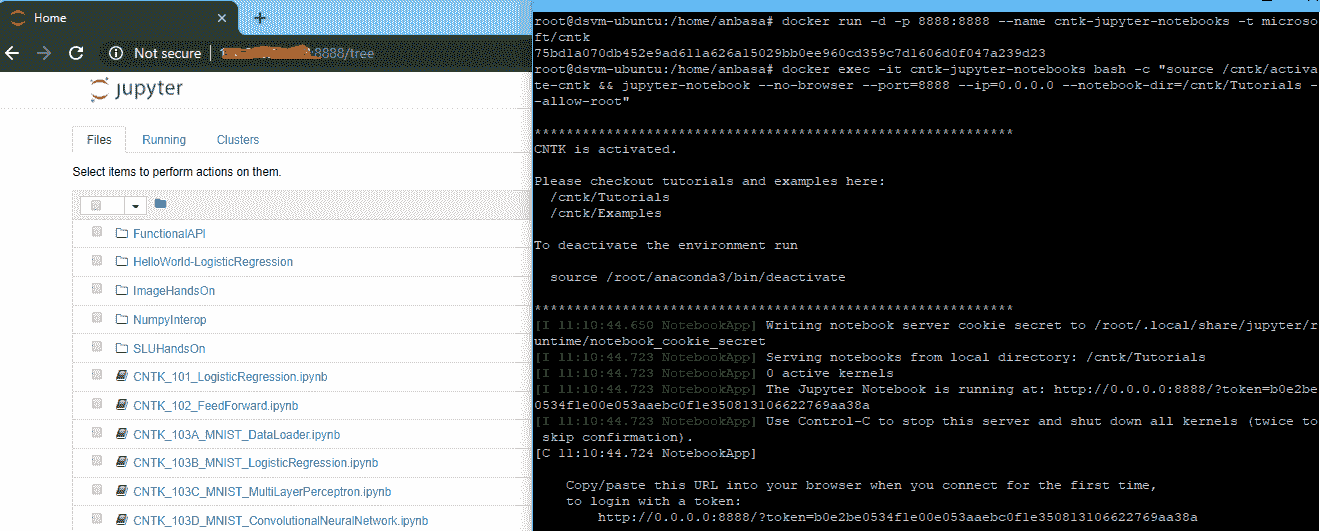 Home
Not secure
:8888/tree
jupyter
Files Running Clusters
Select items to perform actions on them.
FunctionalAPI
HelloWorld-LogisticRegression
ImageHandsOn
NumpyInterop
SLUHandsOn
CNTK_101_LogisticRegression.ipynb
CNTK_102_FeedForward.ipynb
CNTK_103A_MNIST_DataLoader.ipynb
CNTK_103B_MNIST_LogisticRegression.ipynb
CNTK_103C_MNIST_MultiLayerPerceptron.ipynb
CNTK_103D_MNIST_ConvolutionalNeuralNetwork.ipynb
root@dsvm-ubuntu:/home/anbasa# docker run -d -p 8888:8888 --name cntk-jupyter-notebooks -t microso
ft/cntk
75bd1a070db452e9ad611a626a15029bb0ee960cd359c7d1606d0f047a239d23
root@dsvm-ubuntu:/home/anbasa# docker exec -it cntk-jupyter-notebooks bash -c "source /cntk/activa
te-cntk && jupyter-notebook --no-browser --port=8888 --ip=0.0.0.0 --notebook-dir=/cntk/Tutorials -
-allow-root"
************************************************************
CNTK is activated.
Please checkout tutorials and examples here:
/cntk/Tutorials
/cntk/Examples
To deactivate the environment run
source /root/anaconda3/bin/deactivate
************************************************************
[I 11:10:44.650 NotebookApp] Writing notebook server cookie secret to /root/.local/share/jupyter/r
untime/notebook_cookie_secret
[I 11:10:44.723 NotebookApp] Serving notebooks from local directory: /cntk/Tutorials
[I 11:10:44.723 NotebookApp] 0 active kernels
[I 11:10:44.723 NotebookApp] The Jupyter Notebook is running at: http://0.0.0.0:8888/?token=b0e2be
0534f1e00e053aaebc0f1e350813106622769aa38a
[I 11:10:44.723 NotebookApp] Use Control-C to stop this server and shut down all kernels (twice to
skip confirmation).
[C 11:10:44.724 NotebookApp]
Copy/paste this URL into your browser when you connect for the first time,
to login with a token:
http://0.0.0.0:8888/?token=b0e2be0534f1e00e053aaebc0f1e350813106622769aa38a